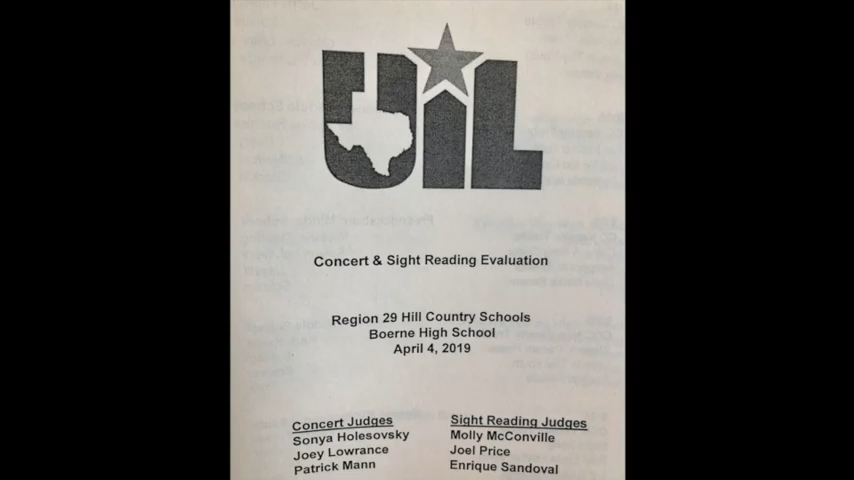 UIL
Concert & Sight Reading Evaluation
Region 29 Hill Country Schools
Boerne High School
April 4, 2019
Concert Judges
Sonya Holesovsky
Joey Lowrance
Patrick Mann
Sight Reading Judges
Molly McConville
Joel Price
Enrique Sandoval